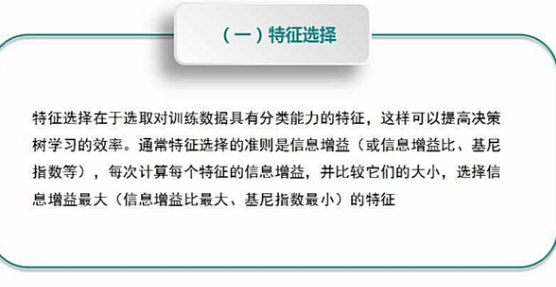 （一）特征选择
特征选择在于选取对训练数据具有分类能力的特征，这样可以提高决策
树学习的效率。通常特征选择的准则是信息增益（或信息增益比、基尼
指数等），每次计算每个特征的信息增益，并比较它们的大小，选择信
息增益最大（信息增益比最大、基尼指数最小）的特征